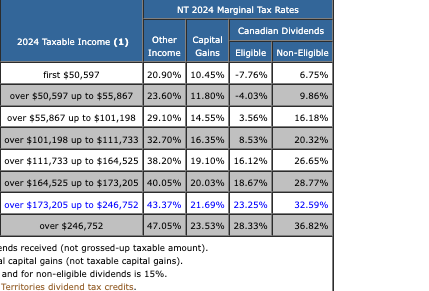 NT 2024 Marginal Tax Rates
2024 Taxable Income (1) Other Income Capital Gains Canadian Dividends
Eligible Non-Eligible
first $50,597 20.90% 10.45% -7.76% 6.75%
over $50,597 up to $55,867 23.60% 11.80% -4.03% 9.86%
over $55,867 up to $101,198 29.10% 14.55% 3.56% 16.18%
over $101,198 up to $111,733 32.70% 16.35% 8.53% 20.32%
over $111,733 up to $164,525 38.20% 19.10% 16.12% 26.65%
over $164,525 up to $173,205 40.05% 20.03% 18.67% 28.77%
over $173,205 up to $246,752 43.37% 21.69% 23.25% 32.59%
over $246,752 47.05% 23.53% 28.33% 36.82%
ends received (not grossed-up taxable amount).
al capital gains (not taxable capital gains).
and for non-eligible dividends is 15%.
Territories dividend tax credits.